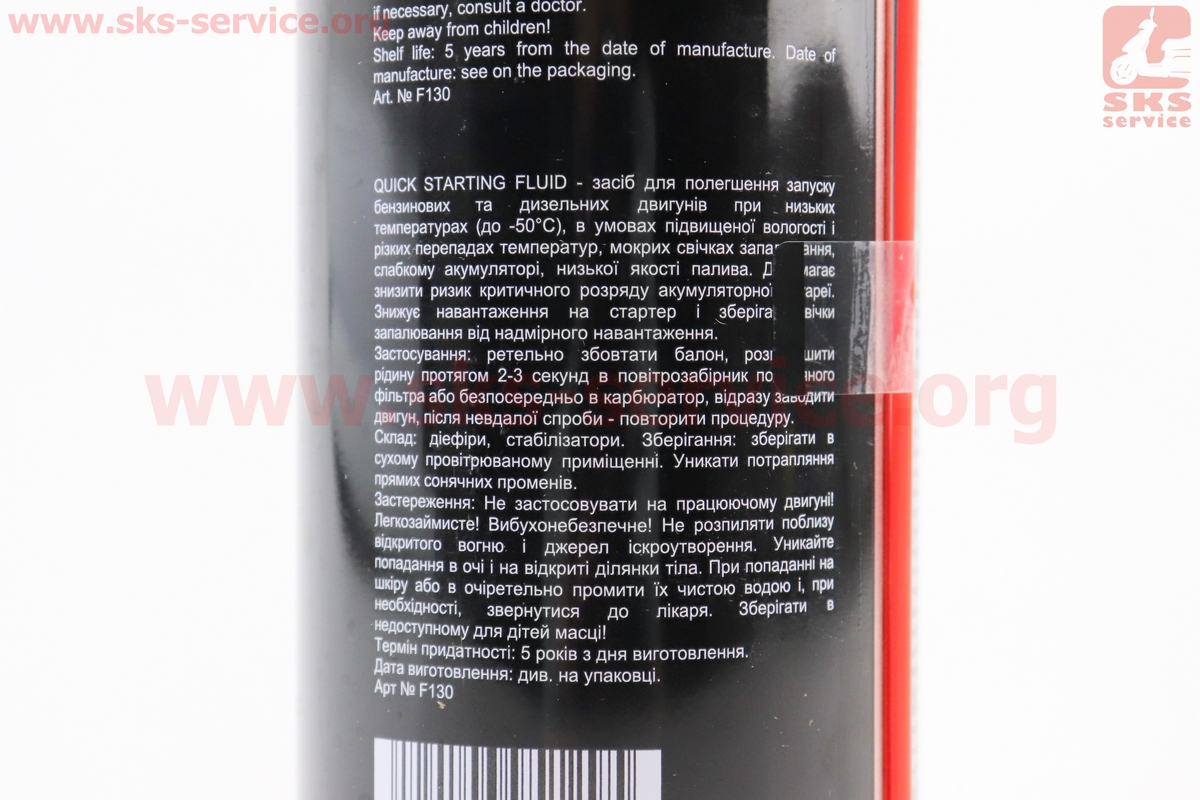 www.sks-service.org
if necessary, consult a doctor.
Keep away from children!
Shelf life: 5 years from the date of manufacture. Date of
manufacture: see on the packaging.
Art. № F130
SKS
service
QUICK STARTING FLUID - засіб для полегшення запуску
бензинових та дизельних двигунів при низьких
температурах (до -50°C), в умовах підвищеної вологості і
різких перепадах температур, мокрих свічках
слабкому акумуляторі, низької якості палива.
знизити ризик критичного розряду акумуляторної
Знижує навантаження на стартер і
запалювання від надмірного навантаження.
Застосування: ретельно збовтати балон,
рідину протягом 2-3 секунд в повітрозабірник
фільтра або безпосередньо в карбюратор, відразу заводити
двигун, після невдалої спроби - повторити процедуру.
www.sks-service.org
Склад: діефіри, стабілізатори. Зберігання: зберігати в
сухому провітрюваному приміщенні. Уникати потрапляння
прямих сонячних променів.
Застереження: Не застосовувати на працюючому двигуні!
Легкозаймисте! Вибухонебезпечне! Не розпиляти поблизу
відкритого вогню і джерел іскроутворення. Уникайте
попадання в очі і на відкриті ділянки тіла. При попаданні на
шкіру або в очіретельно промити їх чистою водою і, при
необхідності, звернутися до лікаря. Зберігати в
недоступному для дітей масці!
Термін придатності: 5 років з дня виготовлення.
Дата виготовлення: див. на упаковці.
Арт № F130